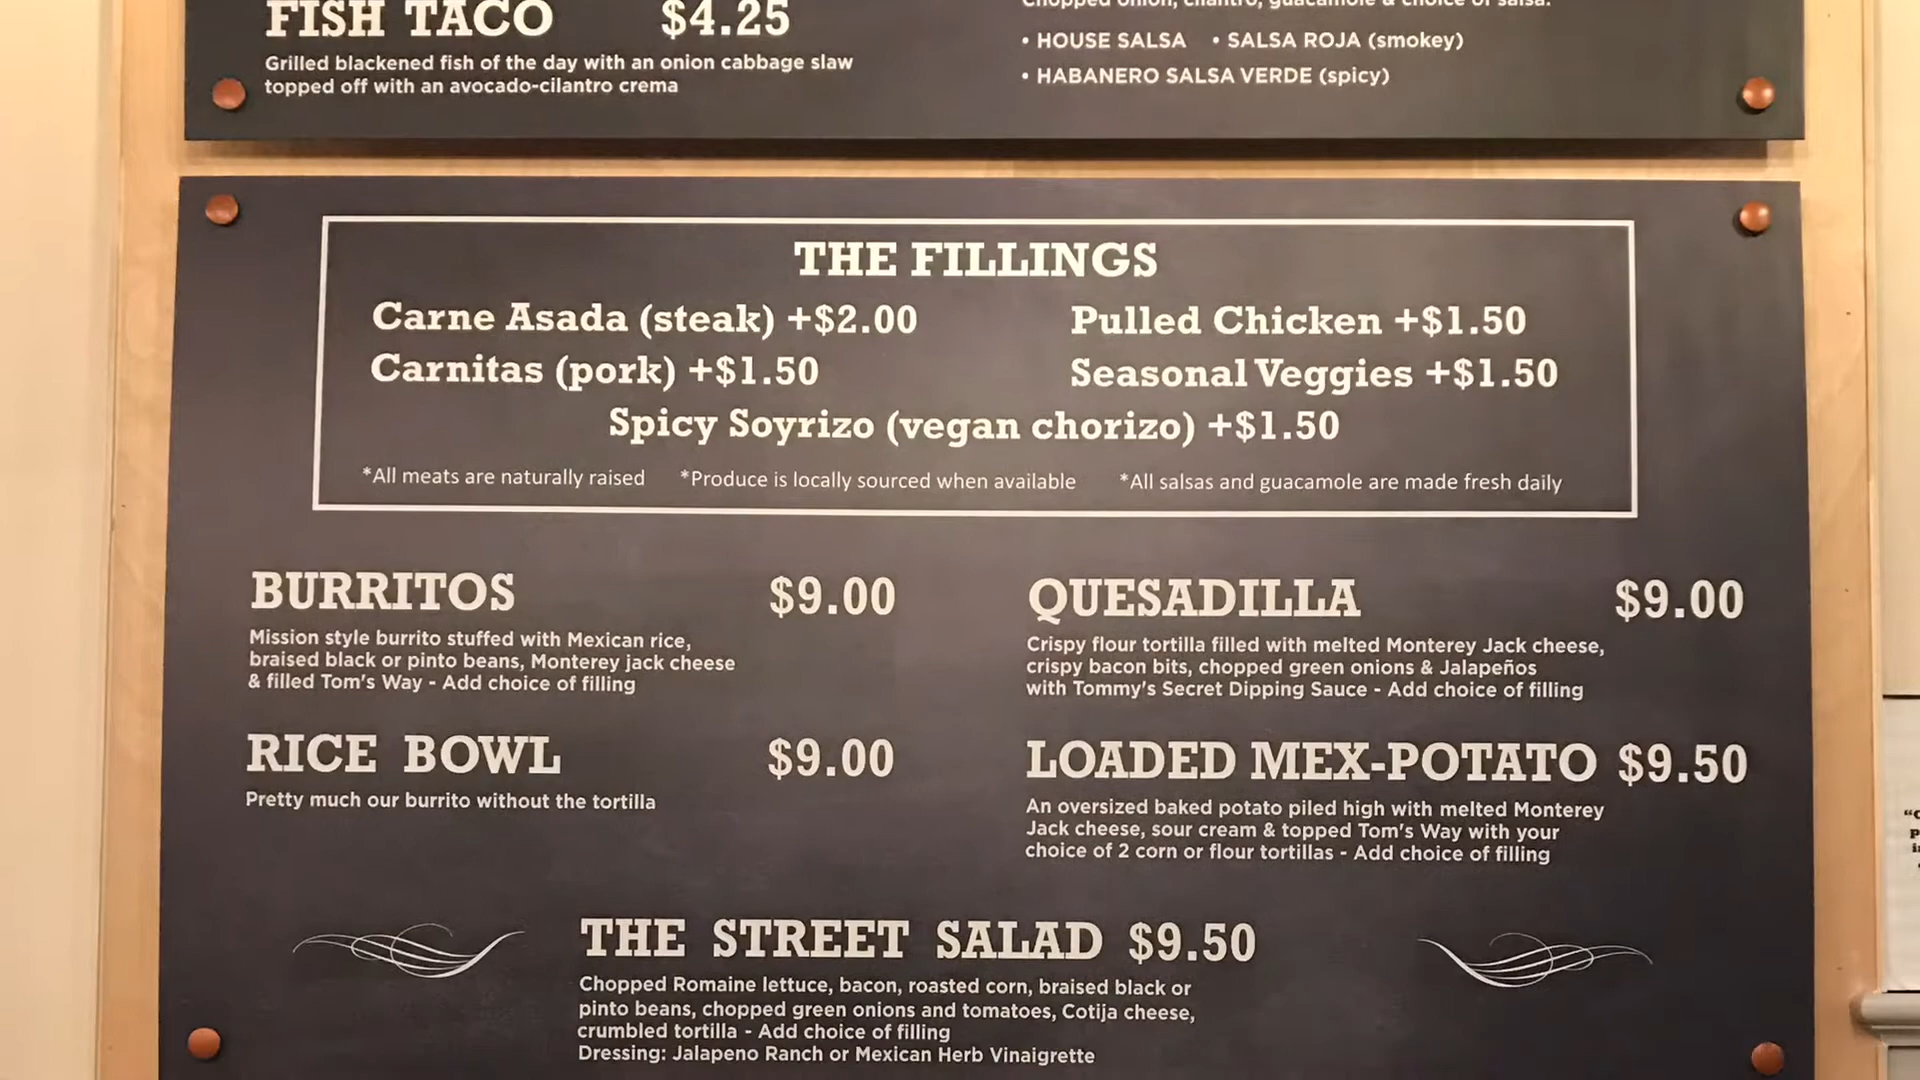 FISH TACO $4.25
Grilled blackened fish of the day with an onion cabbage slaw
topped off with an avocado-cilantro crema
Chopped onion, cilantro, guacamole & choice of salsa:
• HOUSE SALSA • SALSA ROJA (smokey)
• HABANERO SALSA VERDE (spicy)
THE FILLINGS
Carne Asada (steak) +$2.00
Pulled Chicken +$1.50
Carnitas (pork) +$1.50
Seasonal Veggies +$1.50
Spicy Soyrizo (vegan chorizo) +$1.50
*All meats are naturally raised *Produce is locally sourced when available *All salsas and guacamole are made fresh daily
BURRITOS $9.00
Mission style burrito stuffed with Mexican rice,
braised black or pinto beans, Monterey jack cheese
& filled Tom's Way - Add choice of filling
QUESADILLA $9.00
Crispy flour tortilla filled with melted Monterey Jack cheese,
crispy bacon bits, chopped green onions & Jalapeños
with Tommy's Secret Dipping Sauce - Add choice of filling
RICE BOWL $9.00
Pretty much our burrito without the tortilla
LOADED MEX-POTATO $9.50
An oversized baked potato piled high with melted Monterey
Jack cheese, sour cream & topped Tom's Way with your
choice of 2 corn or flour tortillas - Add choice of filling
THE STREET SALAD $9.50
Chopped Romaine lettuce, bacon, roasted corn, braised black or
pinto beans, chopped green onions and tomatoes, Cotija cheese,
crumbled tortilla - Add choice of filling
Dressing: Jalapeno Ranch or Mexican Herb Vinaigrette